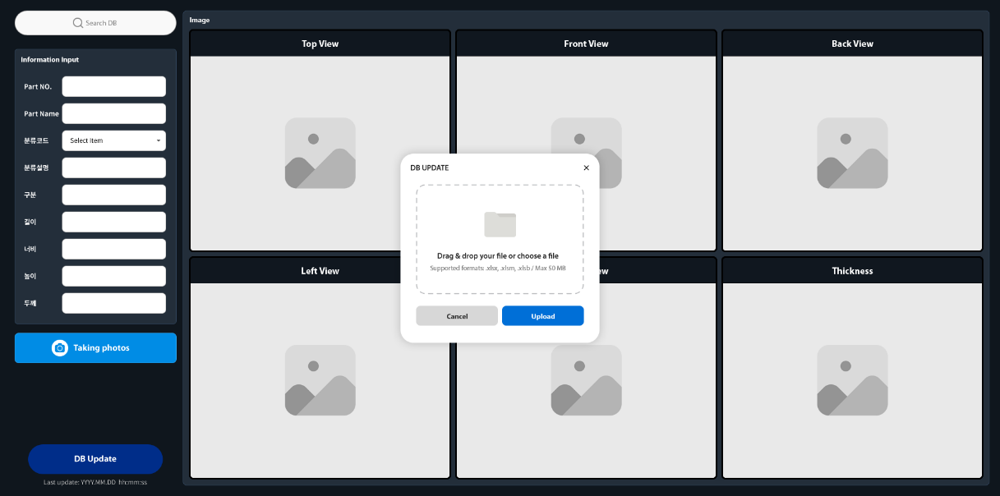 Search DB
Information Input
Part NO.
Part Name
분류코드
Select Item
분류설명
구분
길이
너비
높이
두께
Taking photos
DB Update
Last update: YYYY.MM.DD hh:mm:ss
Image
Top View
Front View
Back View
Left View
Thickness
DB UPDATE
Drag & drop your file or choose a file
Supported formats: .xlsx, .xlsm, .xlsb / Max 50 MB
Cancel
Upload